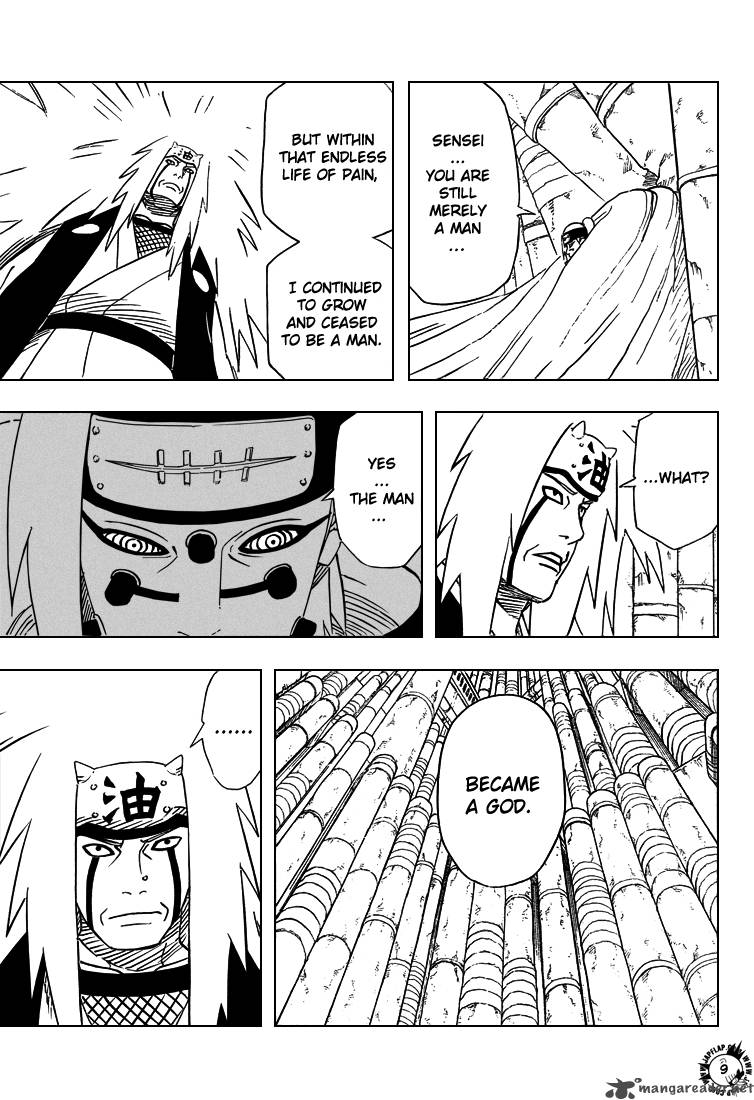 SENSEI
...
YOU ARE
STILL
MERELY
A MAN
...
BUT WITHIN
THAT ENDLESS
LIFE OF PAIN,
I CONTINUED
TO GROW
AND CEASED
TO BE A MAN.
油
...WHAT?
油
YES
...
THE MAN
...
BECAME
A GOD.
......
油
9
mangareader.net